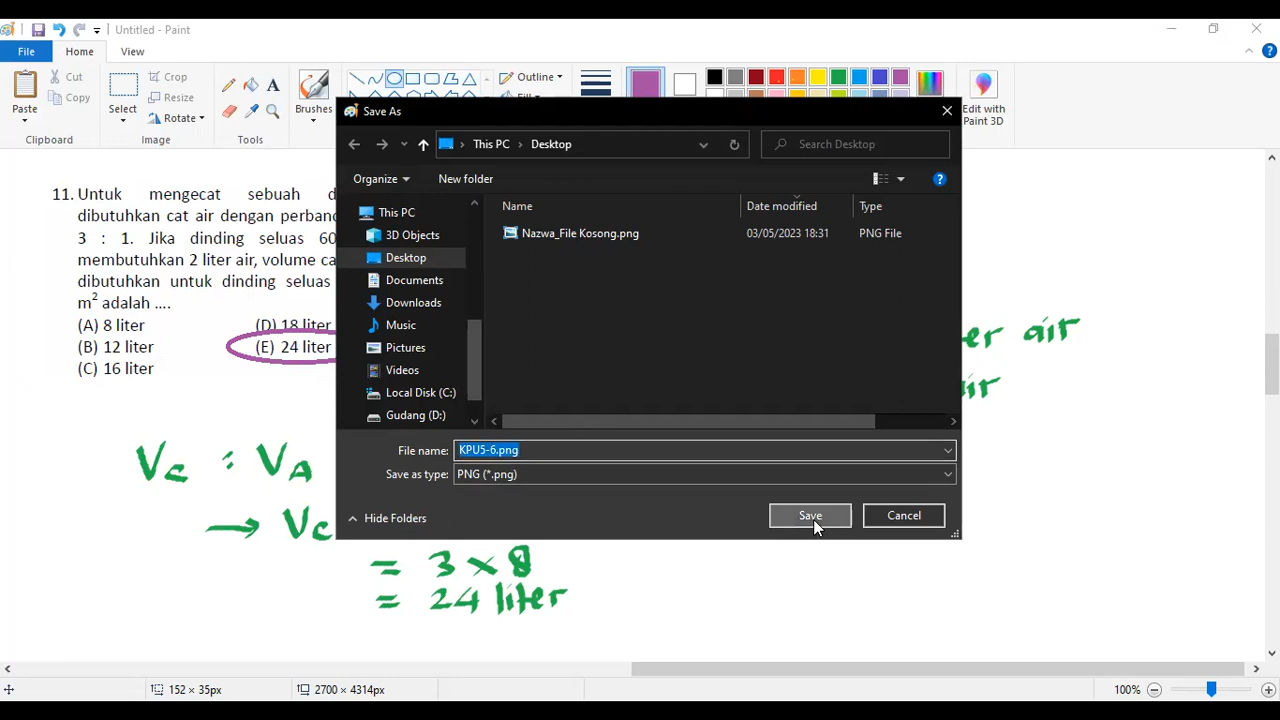 Untitled - Paint
File Home View
Paste Cut Copy Clipboard
Select Crop Resize Rotate Image
Tools
Brushes
Outline
Fill
Edit with Paint 3D
Save As
This PC Desktop Search Desktop
Organize New folder
Name Date modified Type
Nazwa_File Kosong.png 03/05/2023 18:31 PNG File
This PC
3D Objects
Desktop
Documents
Downloads
Music
Pictures
Videos
Local Disk (C:)
Gudang (D:)
File name: KPU5-6.png
Save as type: PNG (*.png)
Hide Folders Save Cancel
11. Untuk mengecat sebuah d
dibutuhkan cat air dengan perban
3 : 1. Jika dinding seluas 60
membutuhkan 2 liter air, volume ca
dibutuhkan untuk dinding seluas
m² adalah ....
(A) 8 liter (D) 18 liter
(B) 12 liter (E) 24 liter
(C) 16 liter
er air
air
Vc : VA
→ Vc
= 3 × 8
= 24 liter
152 × 35px 2700 × 4314px 100%